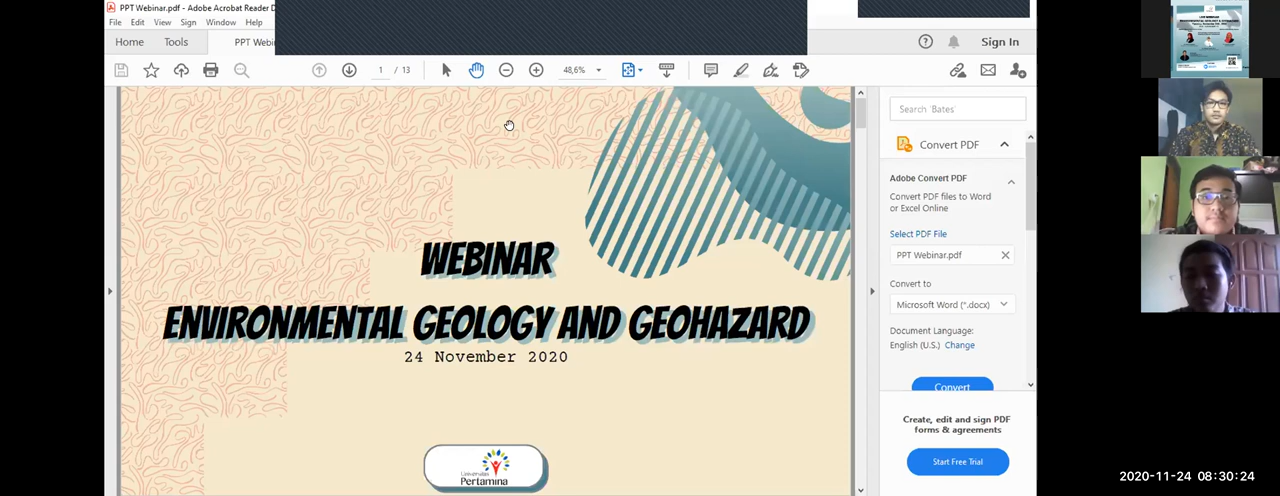 PPT Webinar.pdf - Adobe Acrobat Reader D
File Edit View Sign Window Help
Home Tools PPT Webin
Sign In
1 / 13
48,6%
WEBINAR
ENVIRONMENTAL GEOLOGY AND GEOHAZARD
24 November 2020
Universitas
Pertamina
Search 'Bates'
Convert PDF
Adobe Convert PDF
Convert PDF files to Word
or Excel Online
Select PDF File
PPT Webinar.pdf
Convert to
Microsoft Word (*.docx)
Document Language:
English (U.S.) Change
Convert
Create, edit and sign PDF
forms & agreements
Start Free Trial
2020-11-24 08:30:24